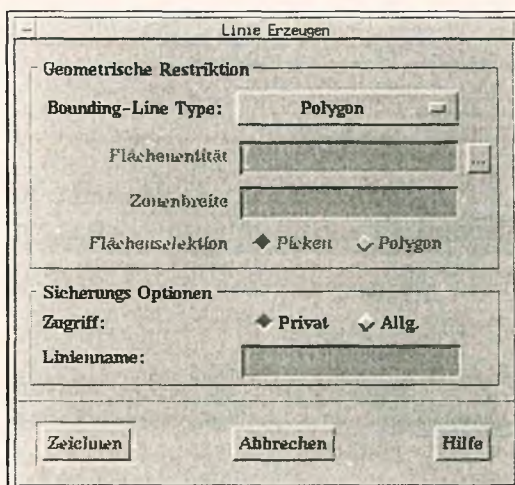 Linie Erzeugen
Geometrische Restriktion
Bounding-Line Type: Polygon
Flächenentität ...
Zonenbreite
Flächenselektion Picken Polygon
Sicherungs Optionen
Zugriff: Privat Allg.
Linienname:
Zeichnen Abbrechen Hilfe